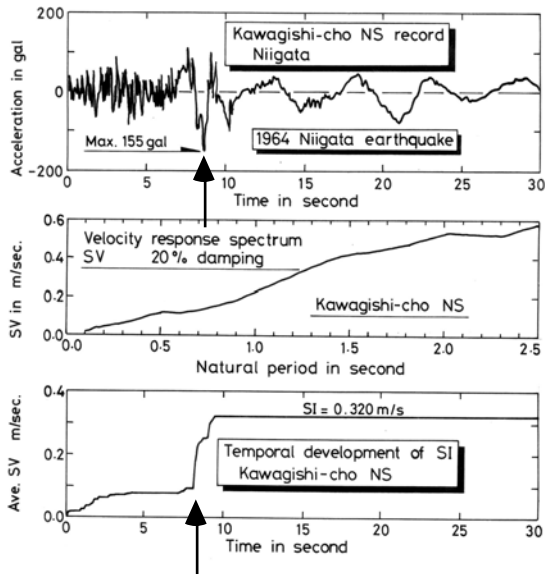 200
Kawagishi-cho NS record
Niigata
0
Acceleration in gal
1964 Niigata earthquake
Max. 155 gal
-200
0 5 10 15 20 25 30
Time in second
0.6
Velocity response spectrum
SV 20% damping
0.4
SV in m/sec.
0.2
Kawagishi-cho NS
0
0.0 0.5 1.0 1.5 2.0 2.5
Natural period in second
0.4
SI = 0.320 m/s
Ave. SV m/sec.
0.2
Temporal development of SI
Kawagishi-cho NS
0.0
0 5 10 15 20 25 30
Time in second